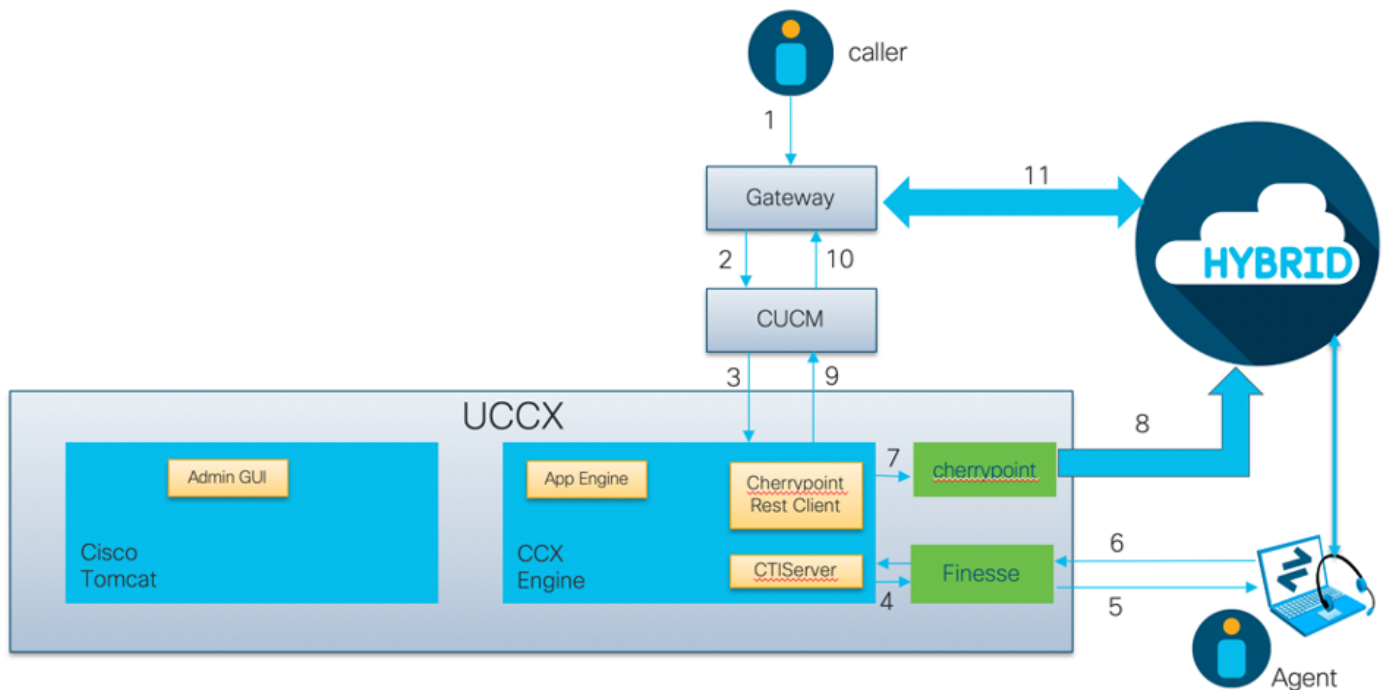 caller
1
Gateway
11
HYBRID
2
10
CUCM
3
9
UCCX
8
Admin GUI
App Engine
Cherrypoint
Rest Client
7
cherrypoint
Cisco
Tomcat
CCX
Engine
CTIServer
4
Finesse
6
5
Agent